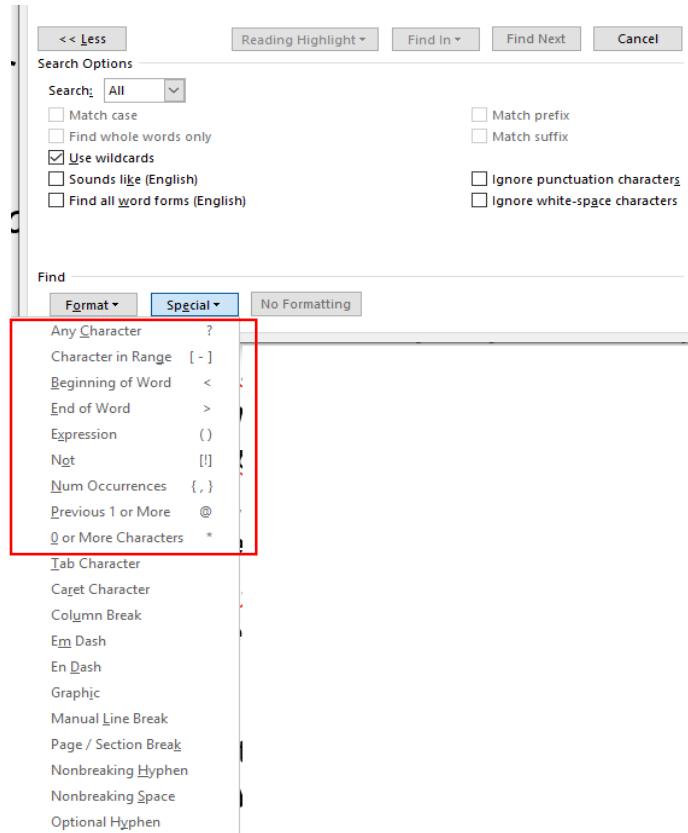 << Less Reading Highlight Find In Find Next Cancel
Search Options
Search: All
Match case Match prefix
Find whole words only Match suffix
Use wildcards
Sounds like (English) Ignore punctuation characters
Find all word forms (English) Ignore white-space characters
Find
Format Special No Formatting
Any Character ?
Character in Range [ - ]
Beginning of Word <
End of Word >
Expression ( )
Not [!]
Num Occurrences { , }
Previous 1 or More @
0 or More Characters *
Tab Character
Caret Character
Column Break
Em Dash
En Dash
Graphic
Manual Line Break
Page / Section Break
Nonbreaking Hyphen
Nonbreaking Space
Optional Hyphen